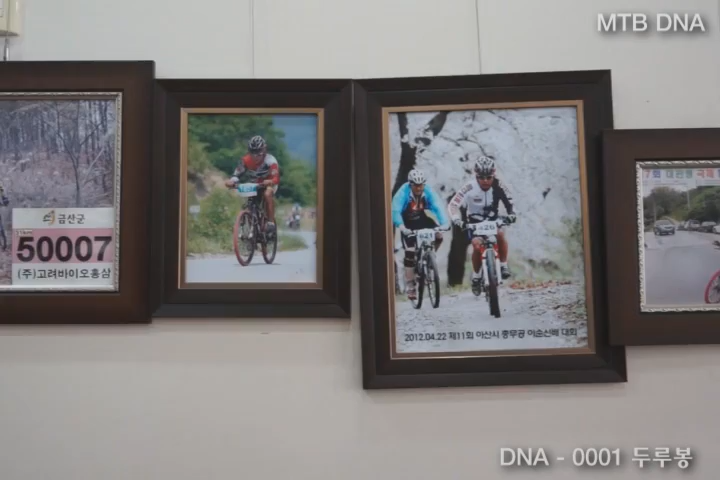 MTB DNA
금산군
50007
(주)고려바이오홍삼
621
2012.04.22 제11회 아산시 충무공 이순신배 대회
DNA - 0001 두루봉